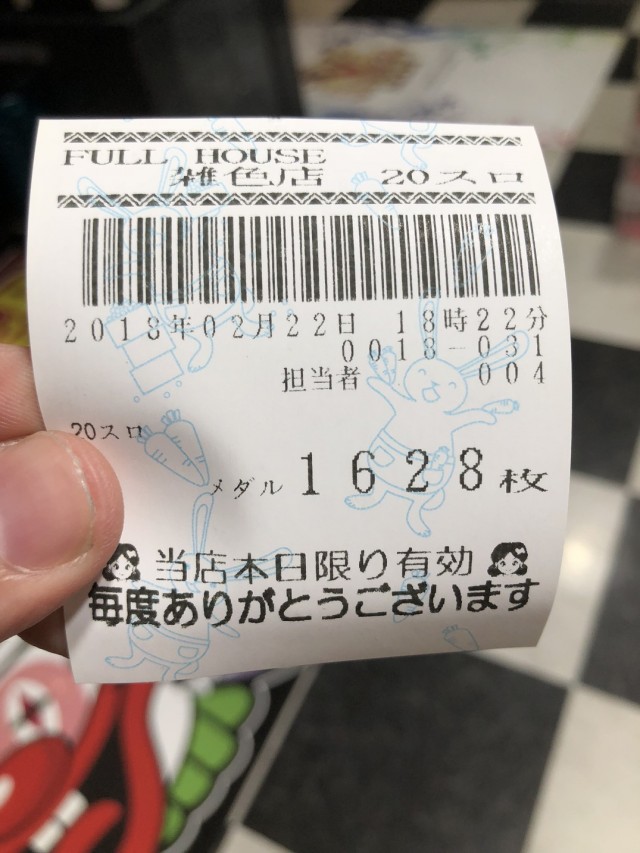 FULL HOUSE
雑色店 20スロ
2018年02月22日 18時22分
0018-031
担当者 004
20スロ
メダル 1628枚
当店本日限り有効
毎度ありがとうございます